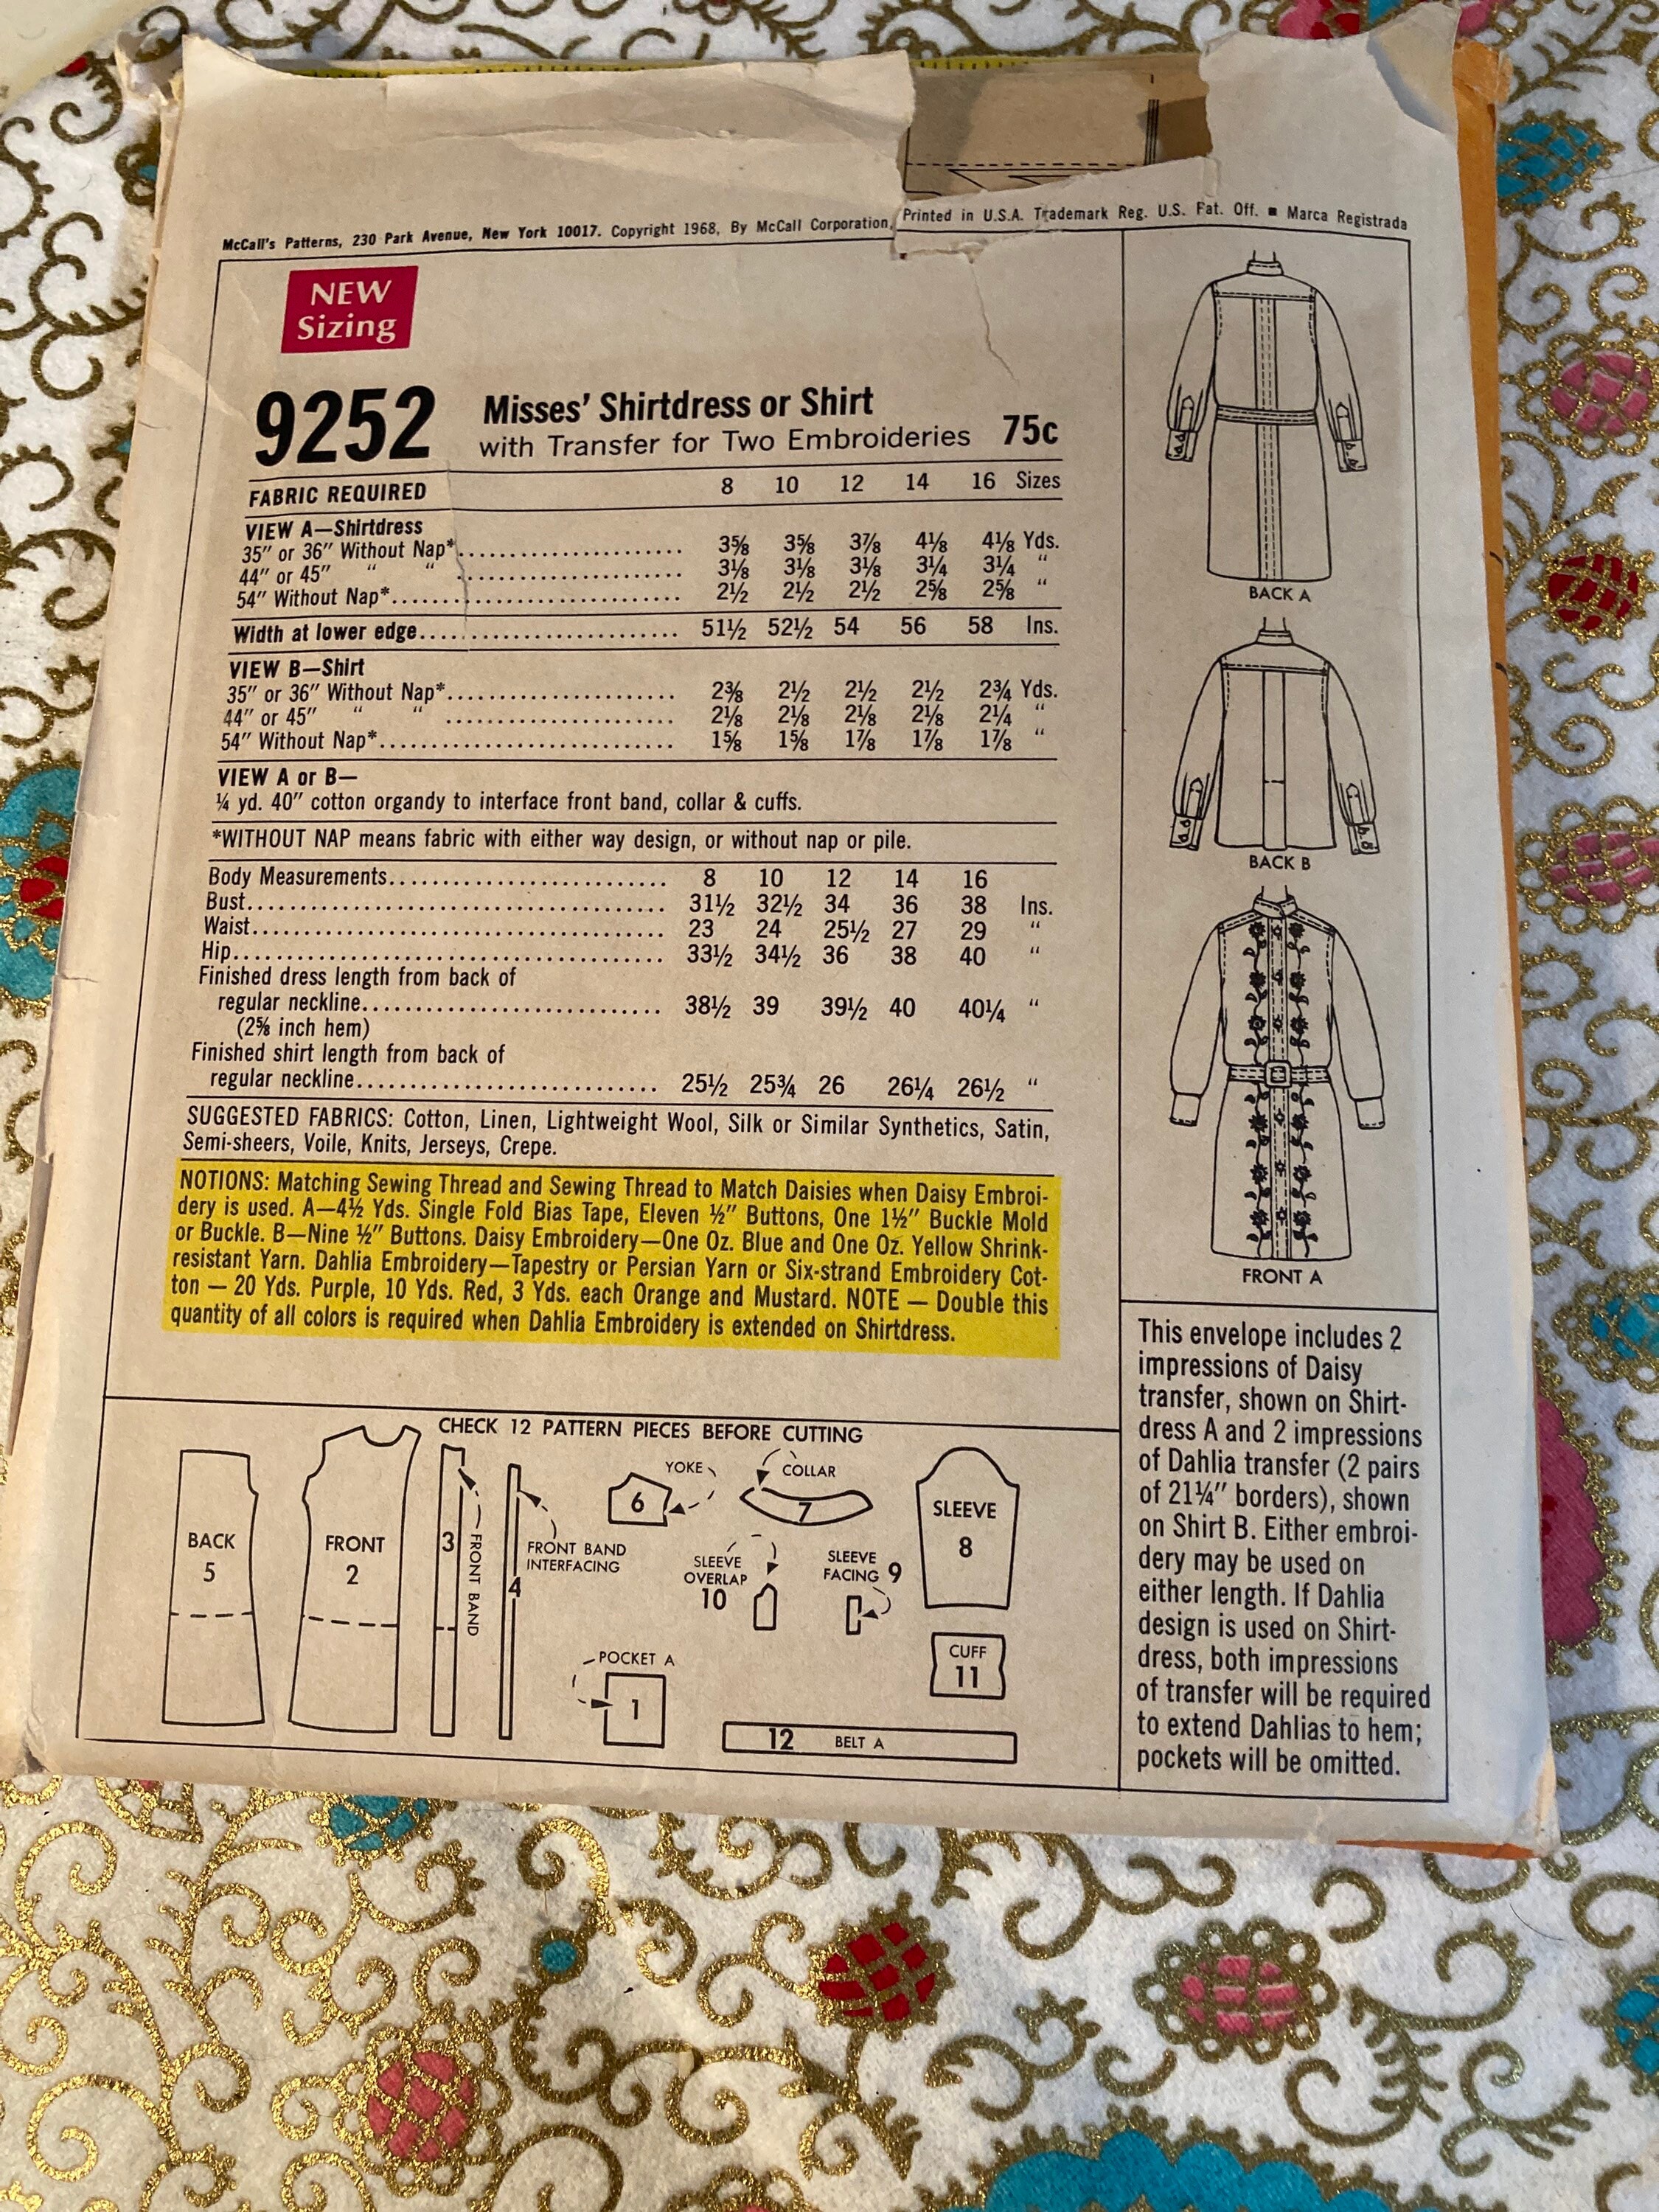 McCall's Patterns, 230 Park Avenue, New York 10017. Copyright 1968, By McCall Corporation, Printed in U.S.A. Trademark Reg. U.S. Pat. Off. ■ Marca Registrada
NEW
Sizing
9252 Misses' Shirtdress or Shirt
with Transfer for Two Embroideries 75c
FABRIC REQUIRED 8 10 12 14 16 Sizes
VIEW A—Shirtdress
35" or 36" Without Nap* 3⅝ 3⅝ 3⅞ 4⅛ 4⅛ Yds.
44" or 45" " " 3⅛ 3⅛ 3⅛ 3¼ 3¼ "
54" Without Nap* 2½ 2½ 2½ 2⅝ 2⅝ "
Width at lower edge 51½ 52½ 54 56 58 Ins.
VIEW B—Shirt
35" or 36" Without Nap* 2⅜ 2½ 2½ 2½ 2¾ Yds.
44" or 45" " " 2⅛ 2⅛ 2⅛ 2⅛ 2¼ "
54" Without Nap* 1⅝ 1⅝ 1⅞ 1⅞ 1⅞ "
VIEW A or B—
¼ yd. 40" cotton organdy to interface front band, collar & cuffs.
*WITHOUT NAP means fabric with either way design, or without nap or pile.
Body Measurements 8 10 12 14 16
Bust 31½ 32½ 34 36 38 Ins.
Waist 23 24 25½ 27 29 "
Hip 33½ 34½ 36 38 40 "
Finished dress length from back of
regular neckline 38½ 39 39½ 40 40¼ "
(2⅝ inch hem)
Finished shirt length from back of
regular neckline 25½ 25¾ 26 26¼ 26½ "
SUGGESTED FABRICS: Cotton, Linen, Lightweight Wool, Silk or Similar Synthetics, Satin,
Semi-sheers, Voile, Knits, Jerseys, Crepe.
NOTIONS: Matching Sewing Thread and Sewing Thread to Match Daisies when Daisy Embroi-
dery is used. A—4½ Yds. Single Fold Bias Tape, Eleven ½" Buttons, One 1½" Buckle Mold
or Buckle. B—Nine ½" Buttons. Daisy Embroidery—One Oz. Blue and One Oz. Yellow Shrink-
resistant Yarn. Dahlia Embroidery—Tapestry or Persian Yarn or Six-strand Embroidery Cot-
ton — 20 Yds. Purple, 10 Yds. Red, 3 Yds. each Orange and Mustard. NOTE — Double this
quantity of all colors is required when Dahlia Embroidery is extended on Shirtdress.
CHECK 12 PATTERN PIECES BEFORE CUTTING
BACK
5
FRONT
2
3
FRONT BAND
4
FRONT BAND
INTERFACING
YOKE
6
COLLAR
7
SLEEVE
8
SLEEVE
OVERLAP
10
SLEEVE
FACING 9
POCKET A
1
CUFF
11
12 BELT A
BACK A
BACK B
FRONT A
This envelope includes 2
impressions of Daisy
transfer, shown on Shirt-
dress A and 2 impressions
of Dahlia transfer (2 pairs
of 21¼" borders), shown
on Shirt B. Either embroi-
dery may be used on
either length. If Dahlia
design is used on Shirt-
dress, both impressions
of transfer will be required
to extend Dahlias to hem;
pockets will be omitted.